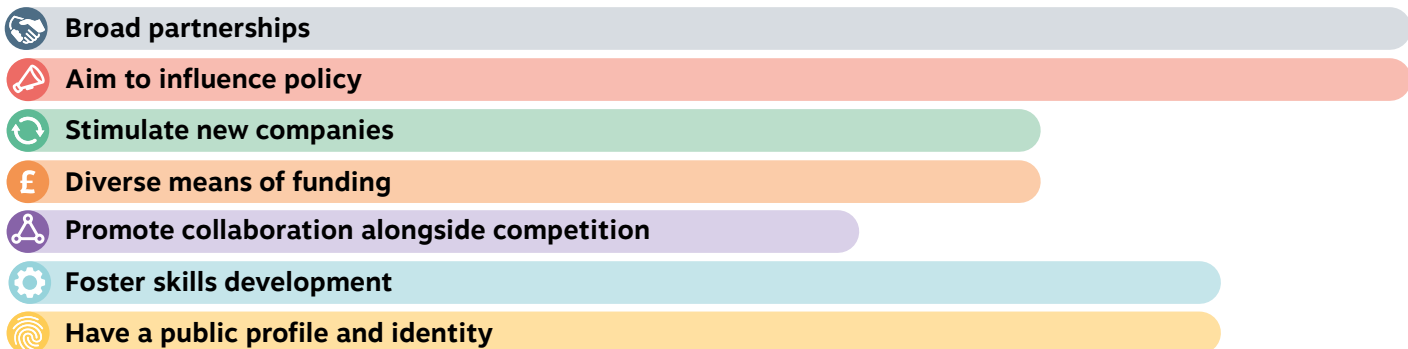 Broad partnerships
Aim to influence policy
Stimulate new companies
£ Diverse means of funding
Promote collaboration alongside competition
Foster skills development
Have a public profile and identity